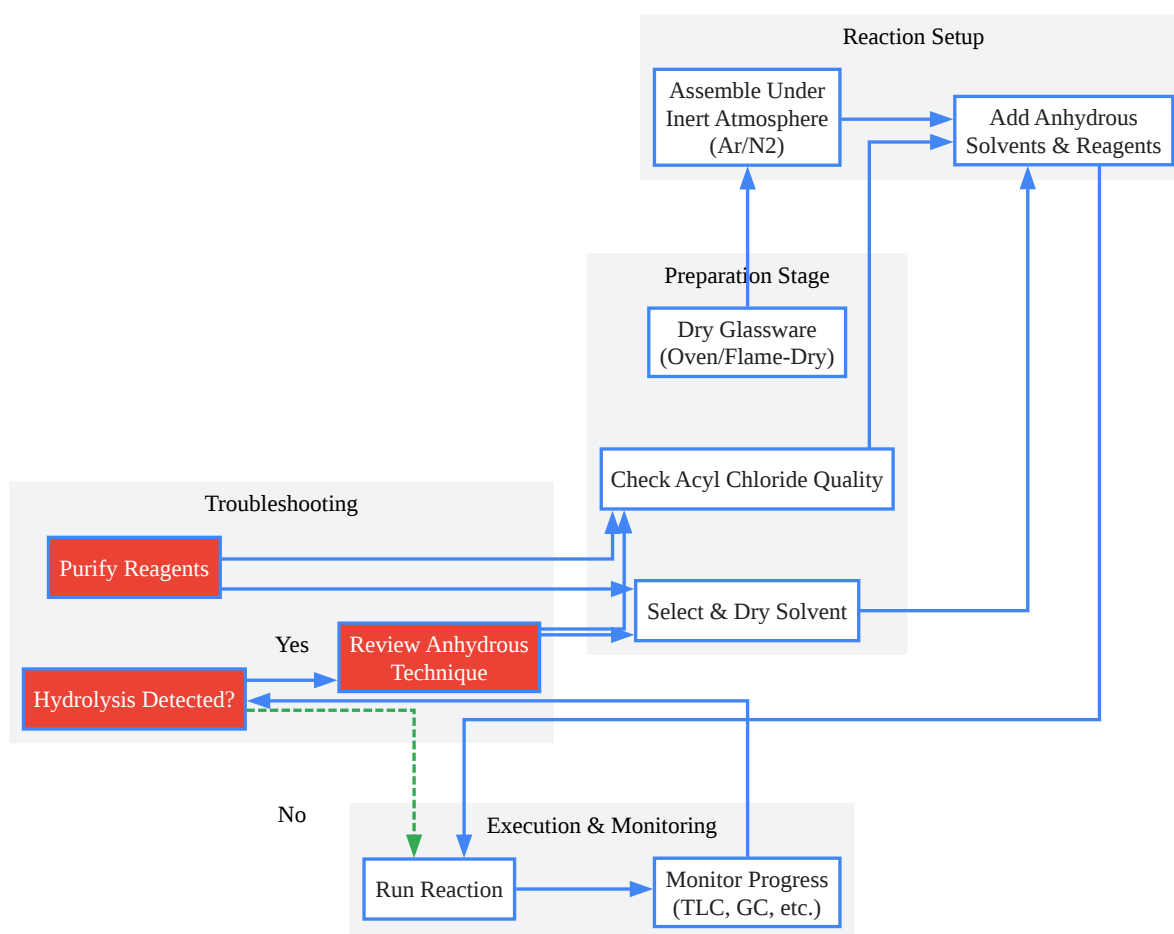 Reaction Setup
Assemble Under
Inert Atmosphere
(Ar/N2)
Add Anhydrous
Solvents & Reagents
Preparation Stage
Dry Glassware
(Oven/Flame-Dry)
Check Acyl Chloride Quality
Select & Dry Solvent
Troubleshooting
Purify Reagents
Yes
Review Anhydrous
Technique
Hydrolysis Detected?
No
Execution & Monitoring
Run Reaction
Monitor Progress
(TLC, GC, etc.)